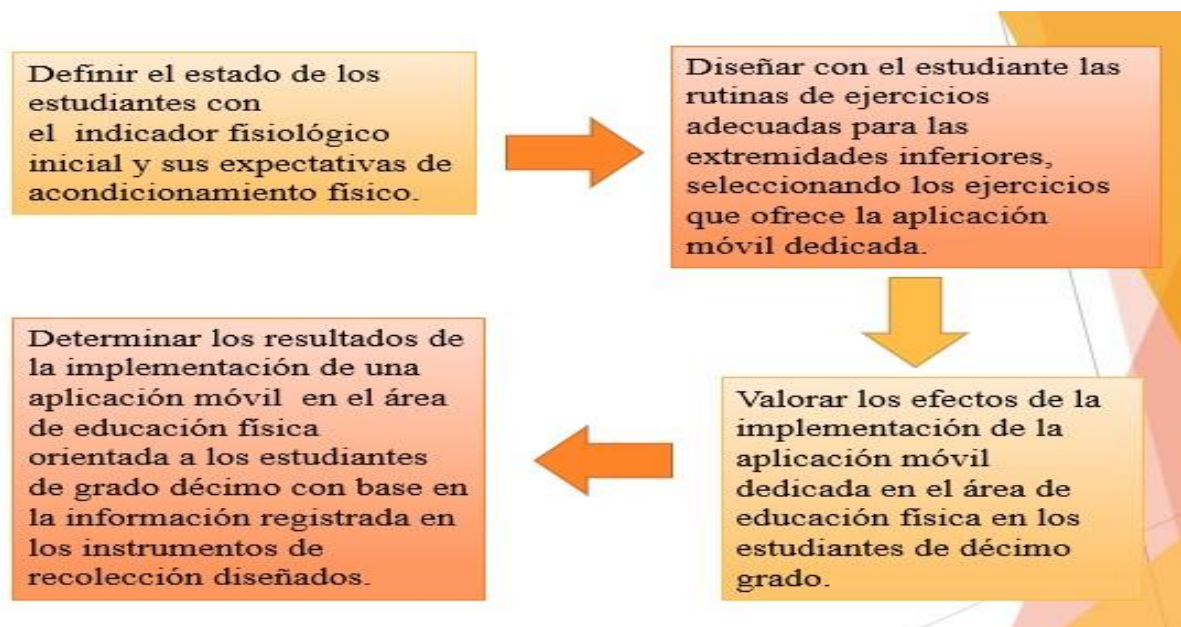 Definir el estado de los
estudiantes con
el indicador fisiológico
inicial y sus expectativas de
acondicionamiento físico.
Diseñar con el estudiante las
rutinas de ejercicios
adecuadas para las
extremidades inferiores,
seleccionando los ejercicios
que ofrece la aplicación
móvil dedicada.
Valorar los efectos de la
implementación de la
aplicación móvil
dedicada en el área de
educación física en los
estudiantes de décimo
grado.
Determinar los resultados de
la implementación de una
aplicación móvil en el área
de educación física
orientada a los estudiantes
de grado décimo con base en
la información registrada en
los instrumentos de
recolección diseñados.